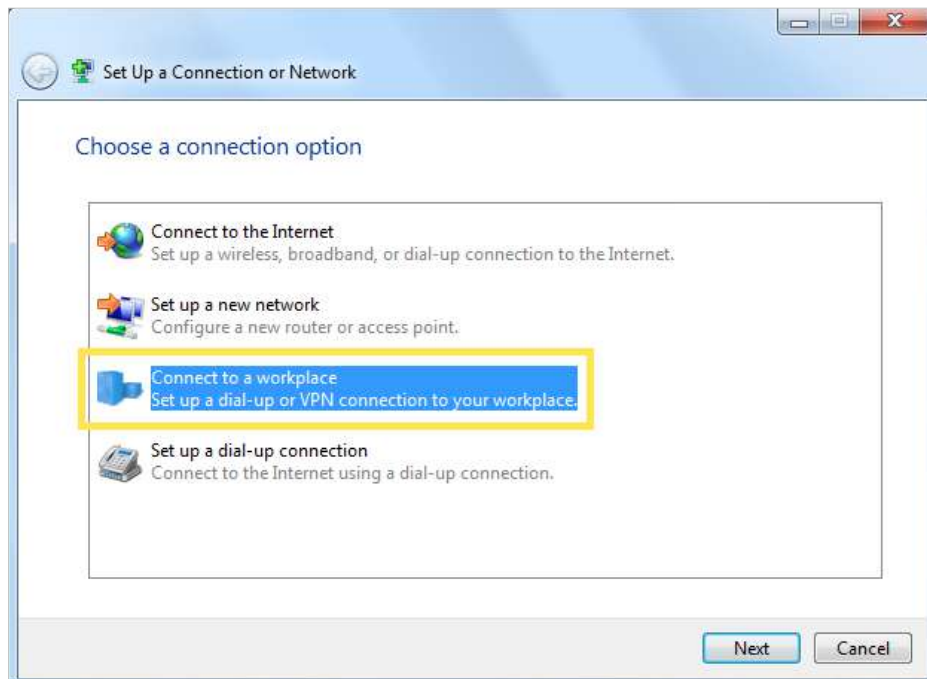 Set Up a Connection or Network
Choose a connection option
Connect to the Internet
Set up a wireless, broadband, or dial-up connection to the Internet.
Set up a new network
Configure a new router or access point.
Connect to a workplace
Set up a dial-up or VPN connection to your workplace.
Set up a dial-up connection
Connect to the Internet using a dial-up connection.
Next Cancel